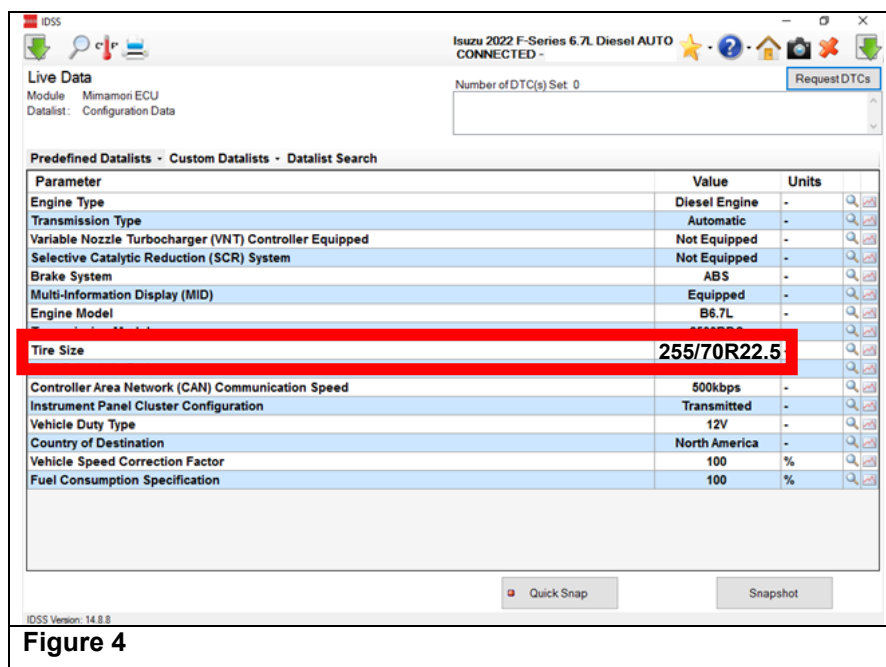 IDSS
Isuzu 2022 F-Series 6.7L Diesel AUTO
CONNECTED -
Live Data
Module Mimamori ECU
Datalist: Configuration Data
Number of DTC(s) Set: 0
Request DTCs
Predefined Datalists - Custom Datalists - Datalist Search
Parameter Value Units
Engine Type Diesel Engine -
Transmission Type Automatic -
Variable Nozzle Turbocharger (VNT) Controller Equipped Not Equipped -
Selective Catalytic Reduction (SCR) System Not Equipped -
Brake System ABS -
Multi-Information Display (MID) Equipped -
Engine Model B6.7L -
Tire Size 255/70R22.5 -
Controller Area Network (CAN) Communication Speed 500kbps -
Instrument Panel Cluster Configuration Transmitted -
Vehicle Duty Type 12V -
Country of Destination North America -
Vehicle Speed Correction Factor 100 %
Fuel Consumption Specification 100 %
Quick Snap Snapshot
IDSS Version: 14.8.8
Figure 4